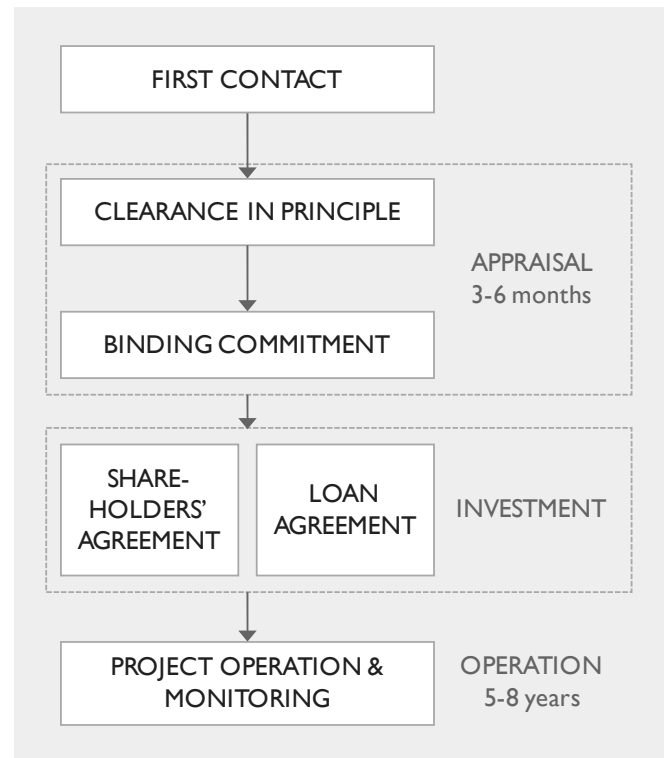 FIRST CONTACT
CLEARANCE IN PRINCIPLE
APPRAISAL
3-6 months
BINDING COMMITMENT
SHARE-
HOLDERS’
AGREEMENT
LOAN
AGREEMENT
INVESTMENT
PROJECT OPERATION &
MONITORING
OPERATION
5-8 years